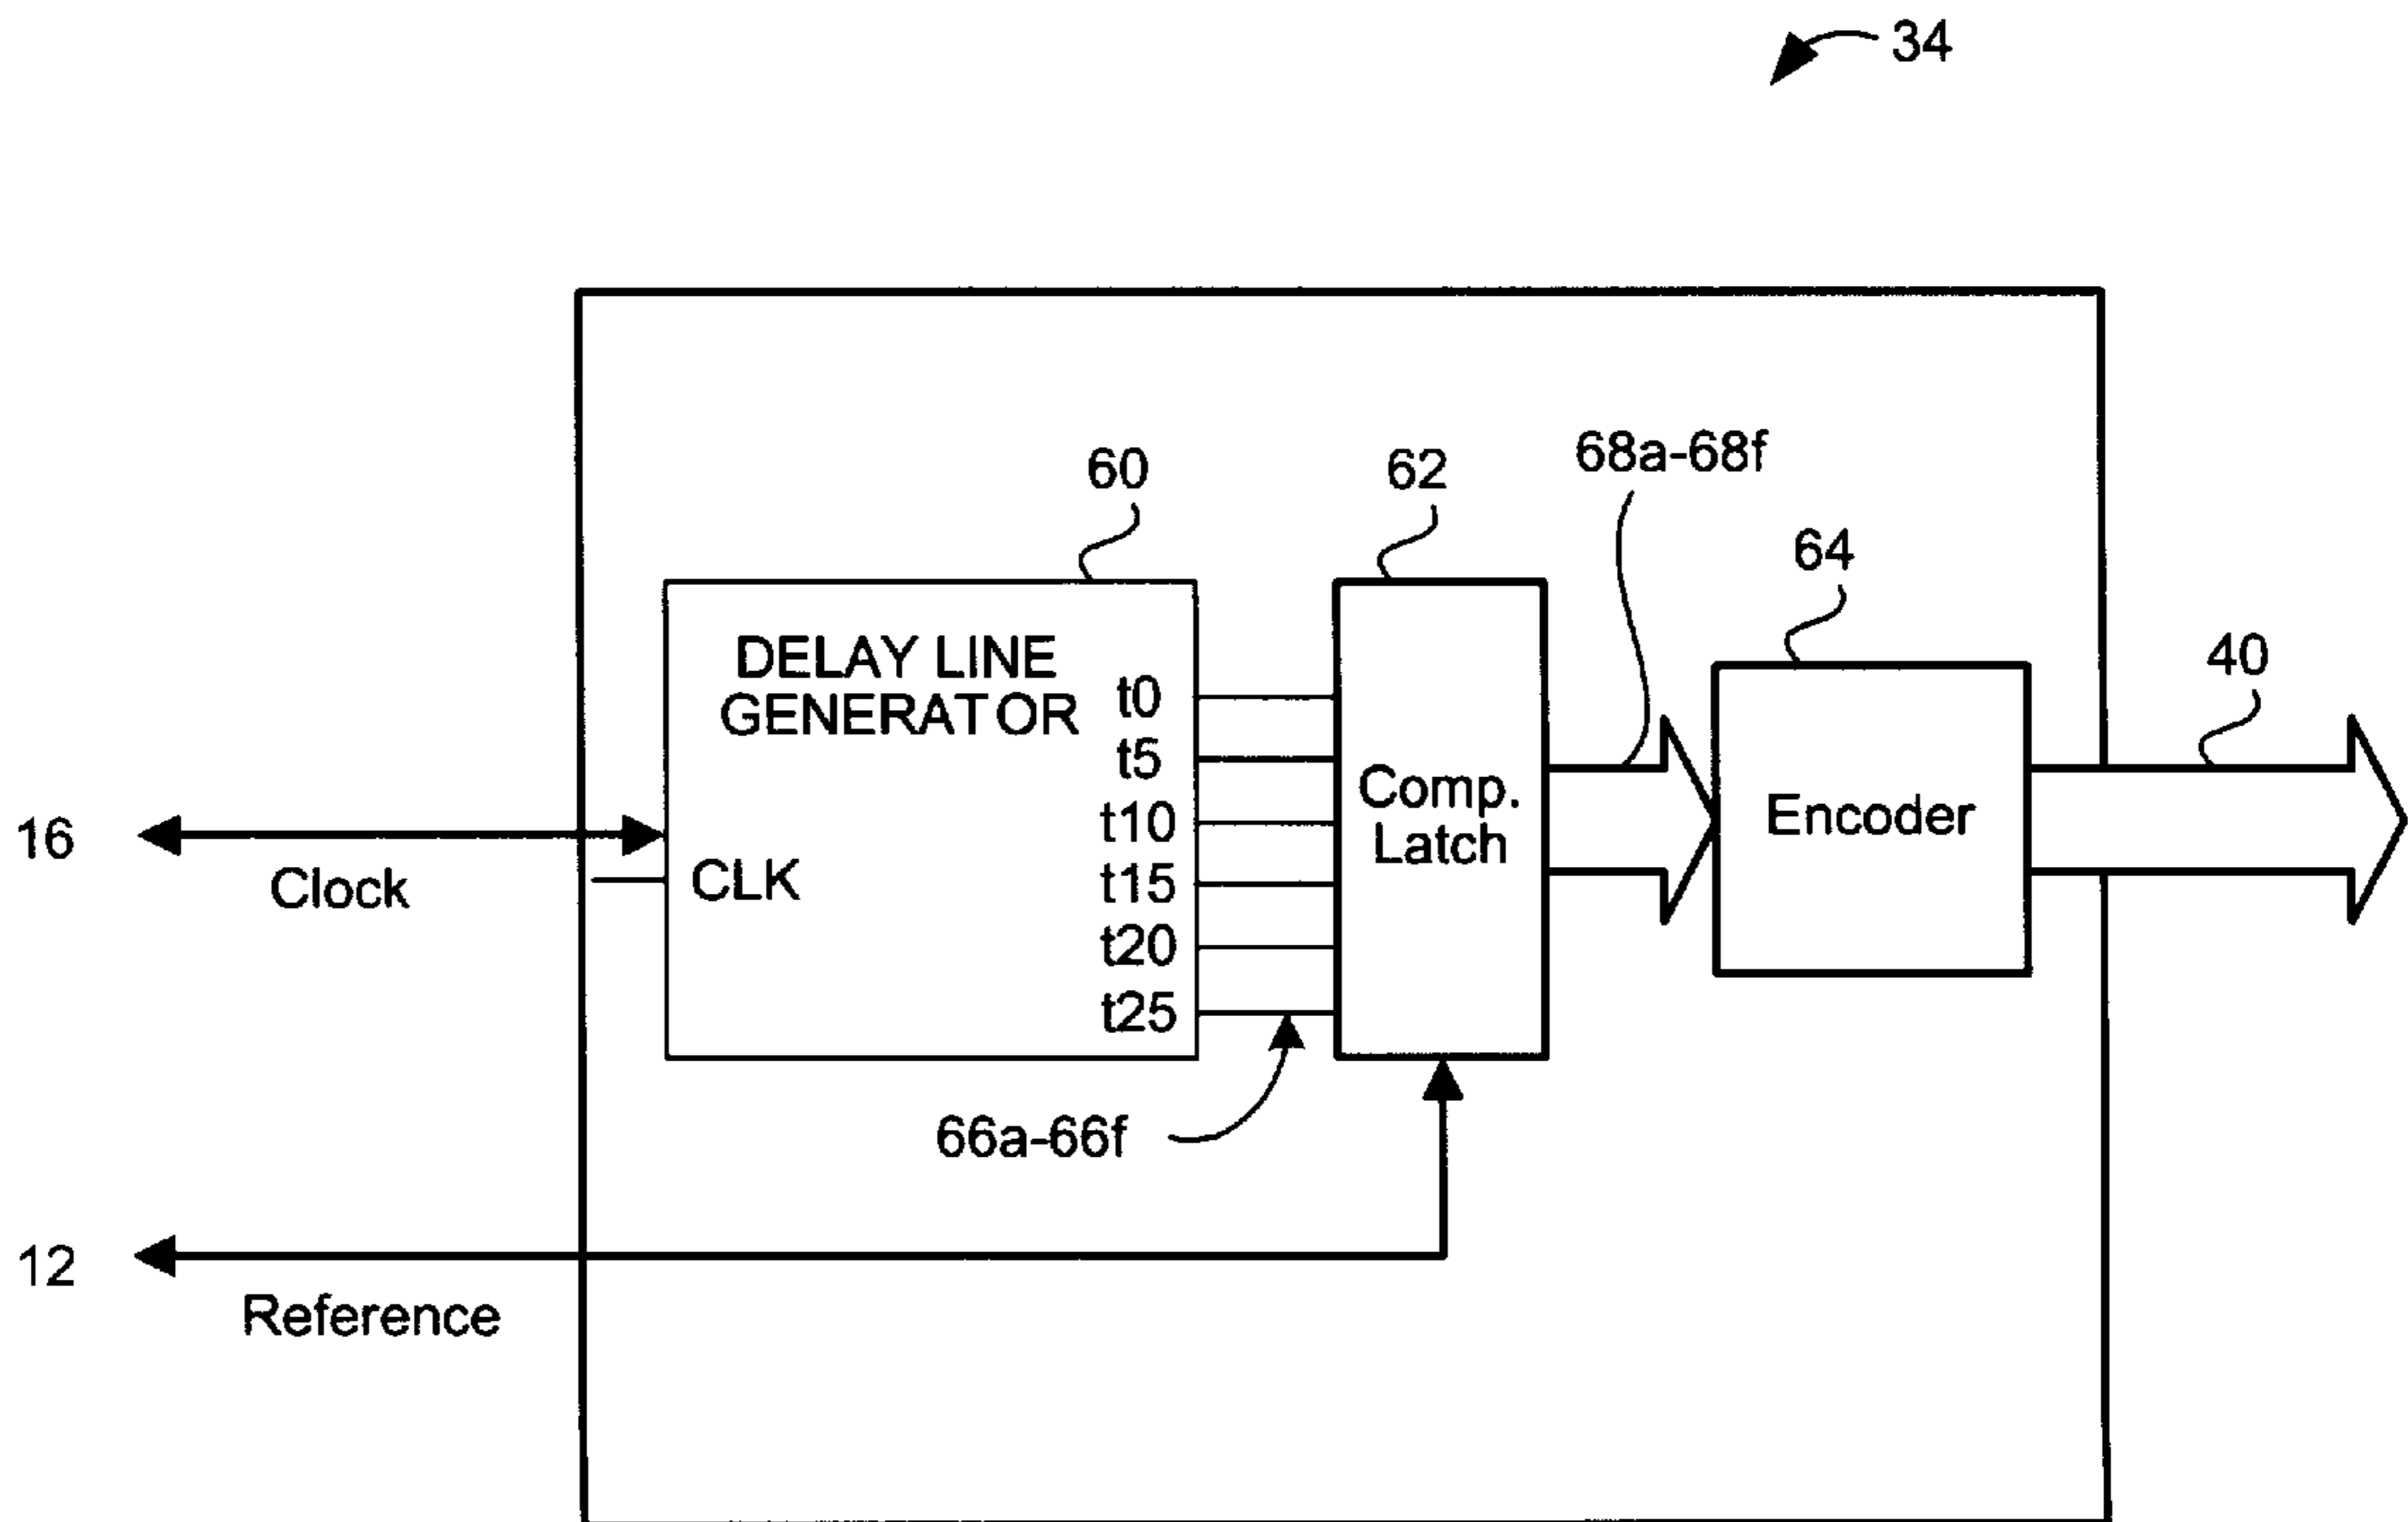 34
60
62
68a-68f
64
40
DELAY LINE
GENERATOR
t0
t5
t10
t15
t20
t25
CLK
Comp.
Latch
Encoder
16
Clock
66a-66f
12
Reference